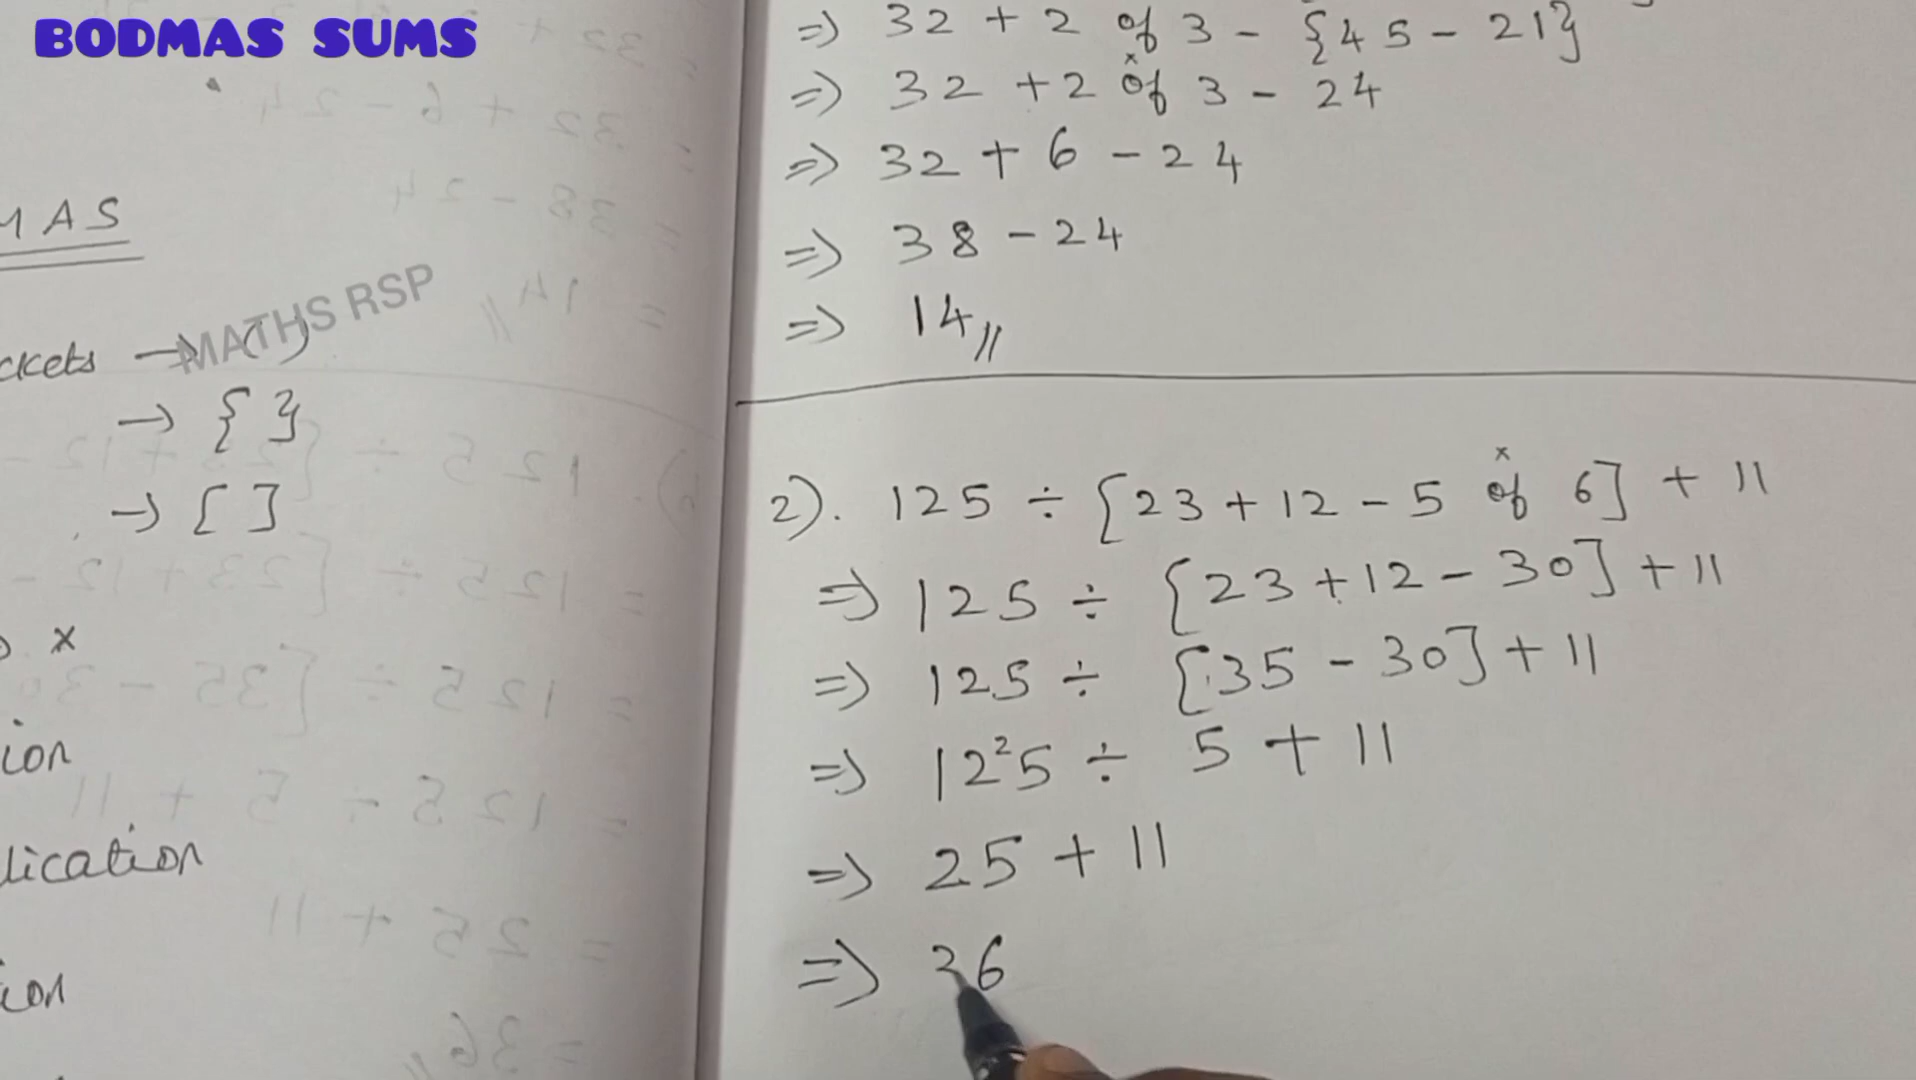 BODMAS SUMS
MAS
MATHS RSP
ckets → ( )
→ { }
→ [ ]
x
ion
lication
ion
⇒ 32 + 2 of 3 - {45 - 21}
x
⇒ 32 + 2 of 3 - 24
⇒ 32 + 6 - 24
⇒ 38 - 24
⇒ 14 //
x
2). 125 ÷ [23 + 12 - 5 of 6] + 11
⇒ 125 ÷ [23 + 12 - 30] + 11
⇒ 125 ÷ [35 - 30] + 11
⇒ 12²5 ÷ 5 + 11
⇒ 25 + 11
⇒ 36